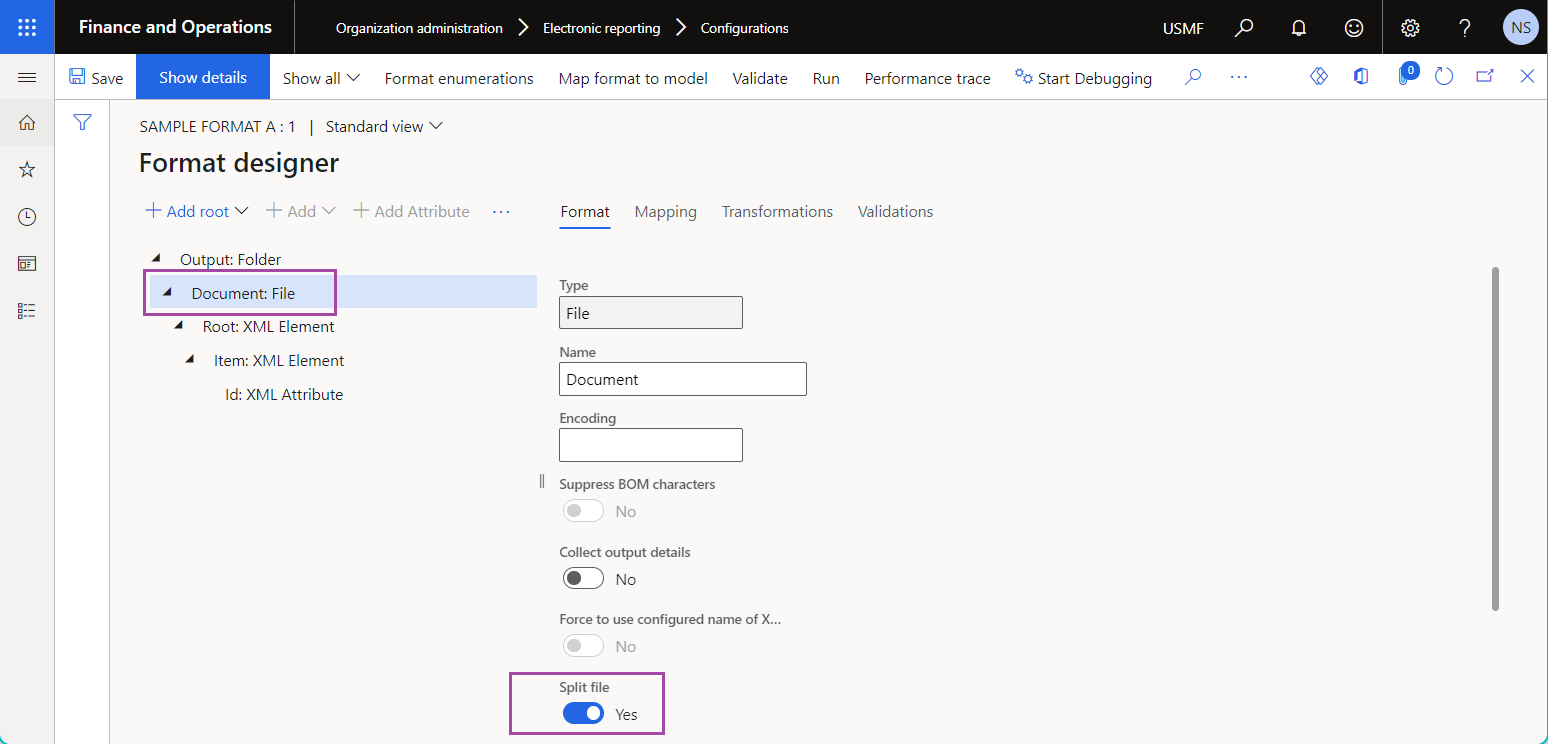 Finance and Operations
Organization administration
Electronic reporting
Configurations
USMF
?
NS
Save
Show details
Show all
Format enumerations
Map format to model
Validate
Run
Performance trace
Start Debugging
...
0
SAMPLE FORMAT A : 1 | Standard view
Format designer
+ Add root
+ Add
+ Add Attribute
...
Format
Mapping
Transformations
Validations
Output: Folder
Document: File
Root: XML Element
Item: XML Element
Id: XML Attribute
Type
File
Name
Document
Encoding
Suppress BOM characters
No
Collect output details
No
Force to use configured name of X...
No
Split file
Yes